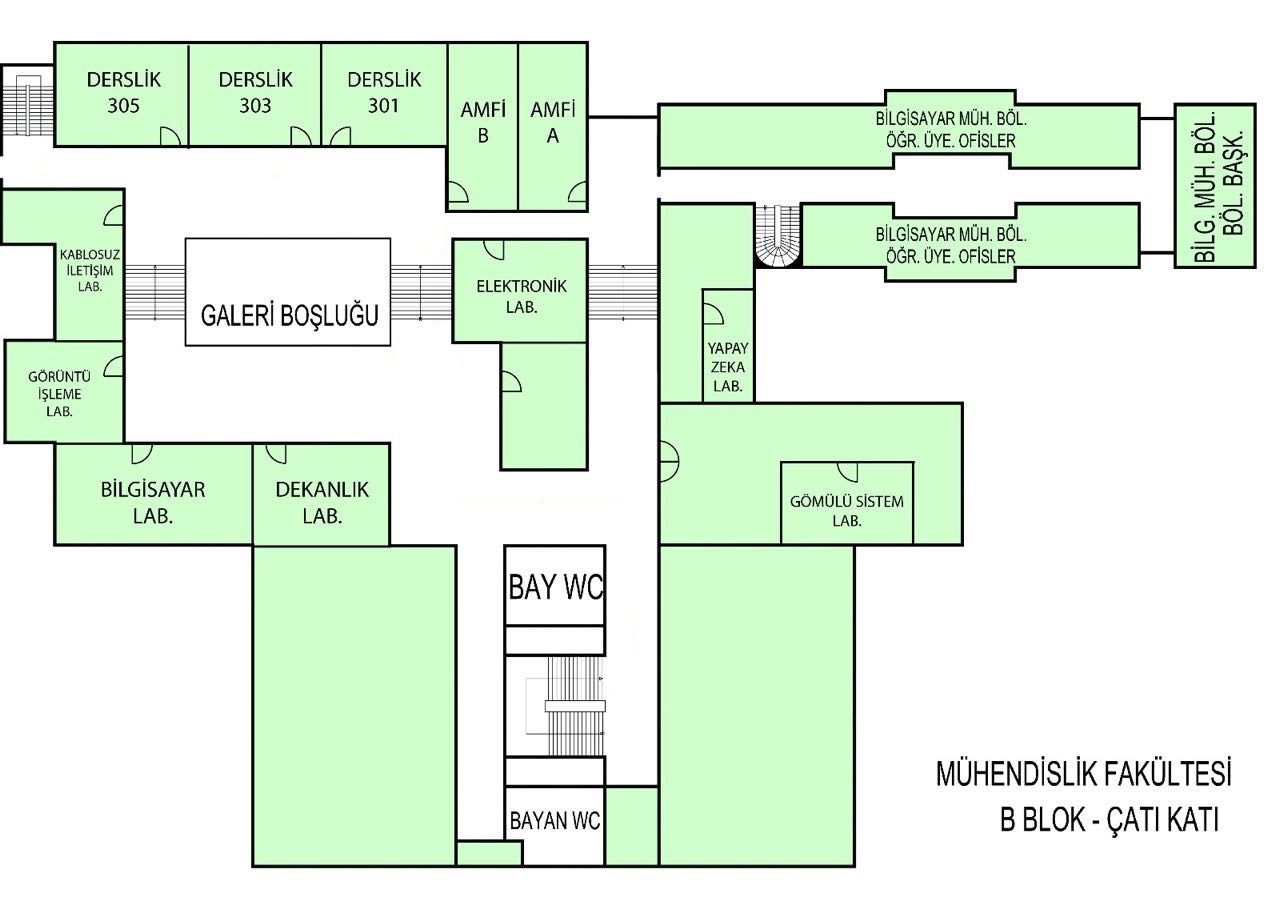 DERSLİK
305
DERSLİK
303
DERSLİK
301
AMFİ
B
AMFİ
A
BİLGİSAYAR MÜH. BÖL.
ÖĞR. ÜYE. OFİSLER
BİLG. MÜH. BÖL.
BÖL. BAŞK.
BİLGİSAYAR MÜH. BÖL.
ÖĞR. ÜYE. OFİSLER
KABLOSUZ
İLETİŞİM
LAB.
GALERİ BOŞLUĞU
ELEKTRONİK
LAB.
YAPAY
ZEKA
LAB.
GÖRÜNTÜ
İŞLEME
LAB.
BİLGİSAYAR
LAB.
DEKANLIK
LAB.
GÖMÜLÜ SİSTEM
LAB.
BAY WC
BAYAN WC
MÜHENDİSLİK FAKÜLTESİ
B BLOK - ÇATI KATI